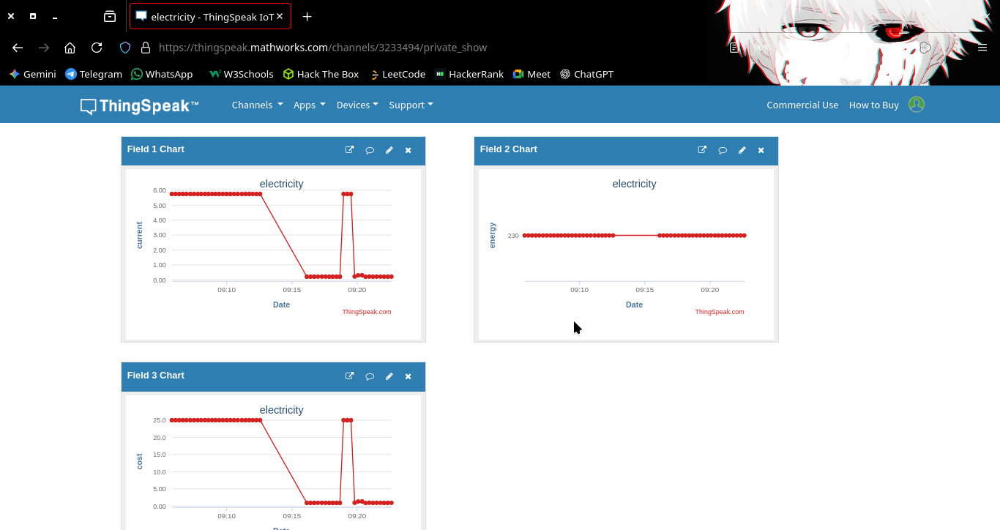 electricity - ThingSpeak IoT
https://thingspeak.mathworks.com/channels/3233494/private_show
90%
Gemini Telegram WhatsApp W3Schools Hack The Box LeetCode HackerRank Meet ChatGPT
ThingSpeak™ Channels Apps Devices Support Commercial Use How to Buy
Field 1 Chart
electricity
6.00
5.00
4.00
3.00
2.00
1.00
0.00
current
09:10 09:15 09:20
Date
ThingSpeak.com
Field 2 Chart
electricity
energy
230
09:10 09:15 09:20
Date
ThingSpeak.com
Field 3 Chart
electricity
25.0
20.0
15.0
10.0
5.00
0.00
cost
09:10 09:15 09:20
Date